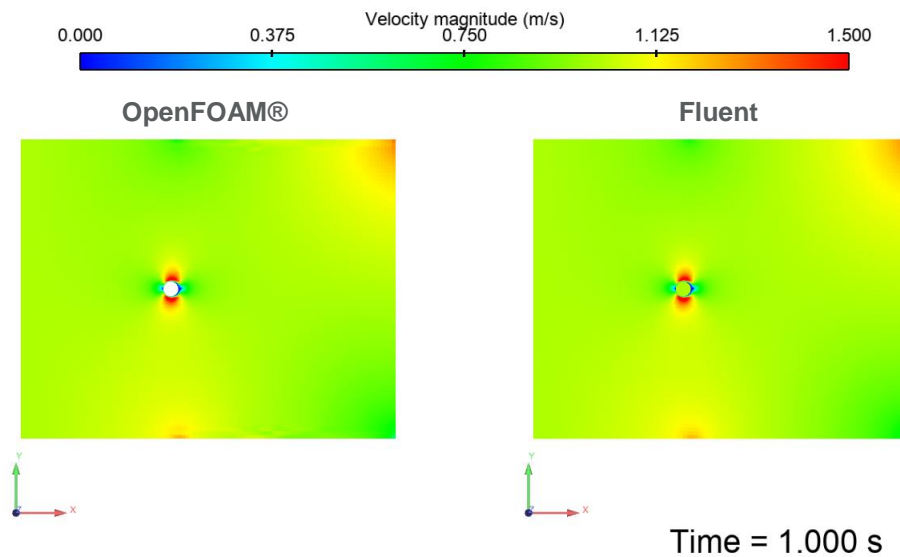 Velocity magnitude (m/s)
0.000 0.375 0.750 1.125 1.500
OpenFOAM® Fluent
Y Y
Z X Z X
Time = 1.000 s